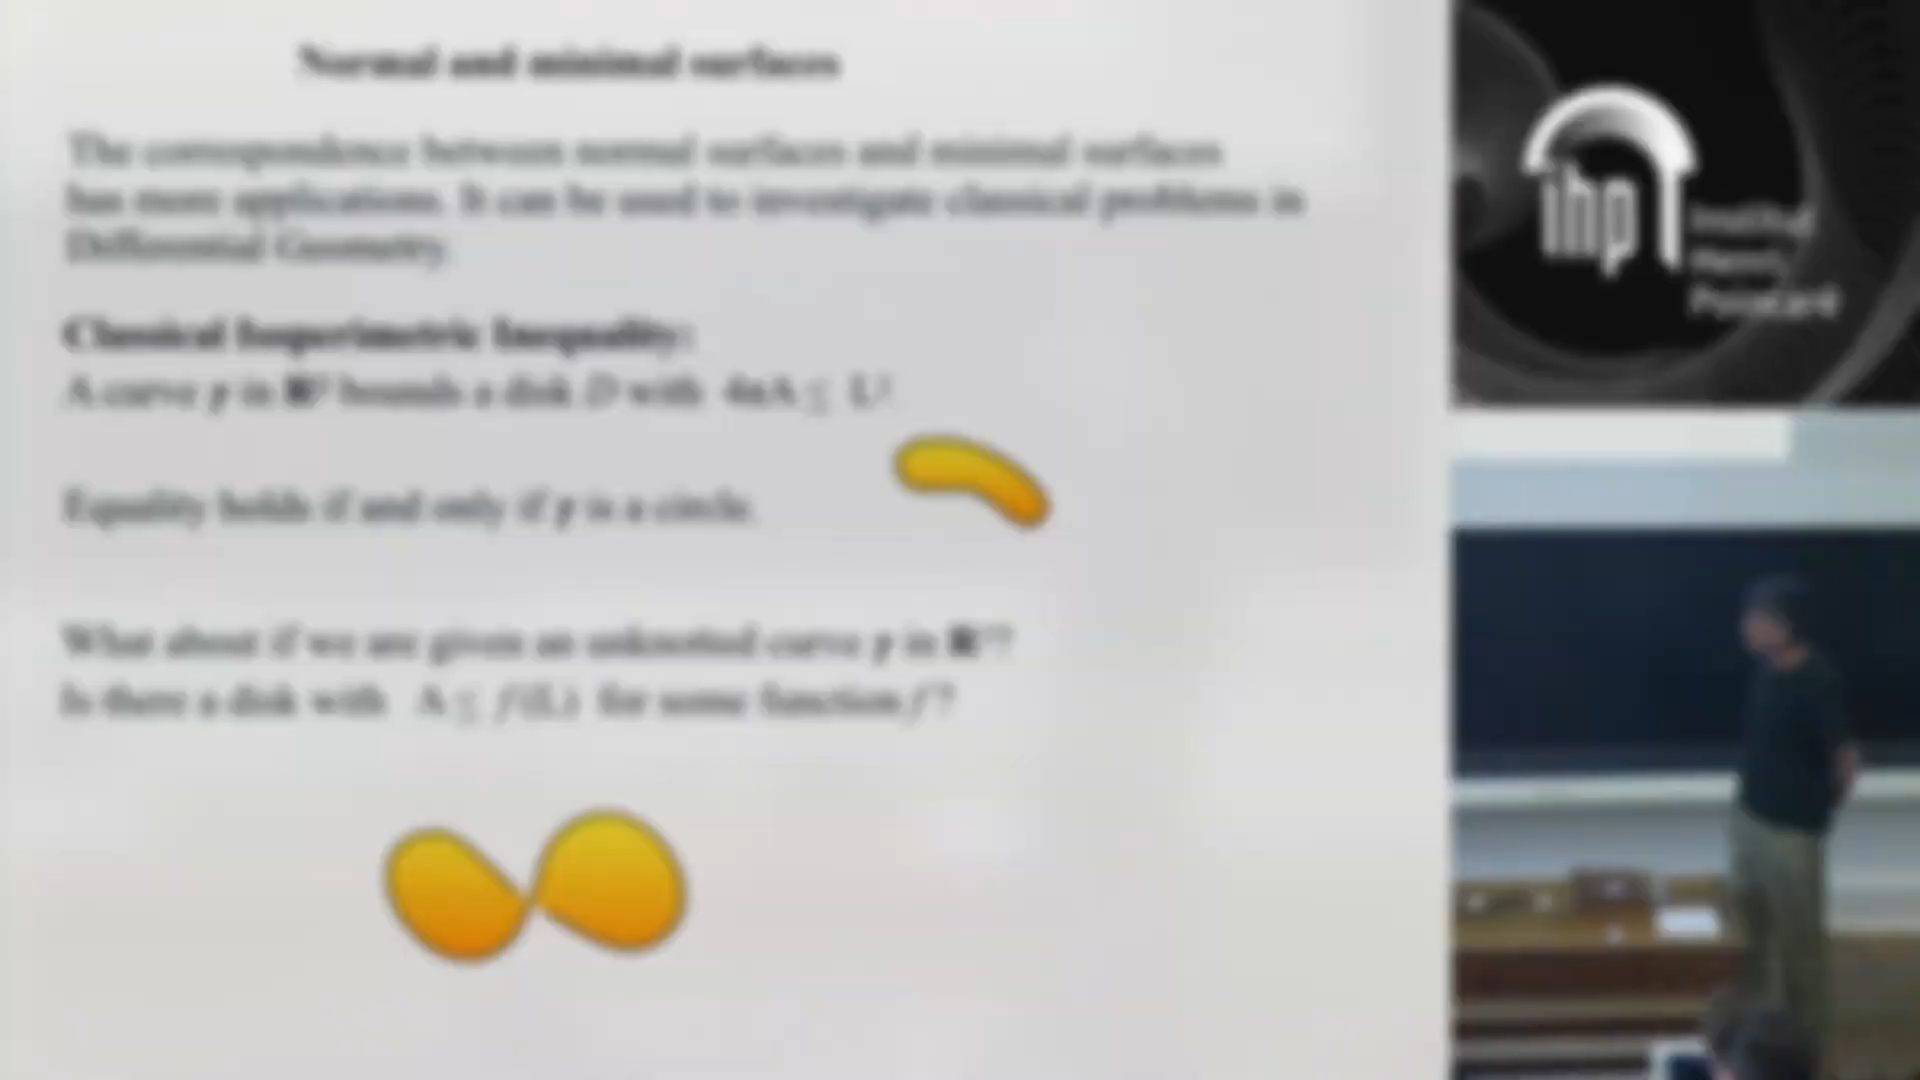 Normal and minimal surfaces
The correspondence between normal surfaces and minimal surfaces
has more applications. It can be used to investigate classical problems in
Differential Geometry.
Classical Isoperimetric Inequality:
A curve γ in R² bounds a disk D with 4πA ≤ L².
Equality holds if and only if γ is a circle.
What about if we are given an unknotted curve γ in R³?
Is there a disk with A ≤ f(L) for some function f ?
ihp
Institut
Henri
Poincaré